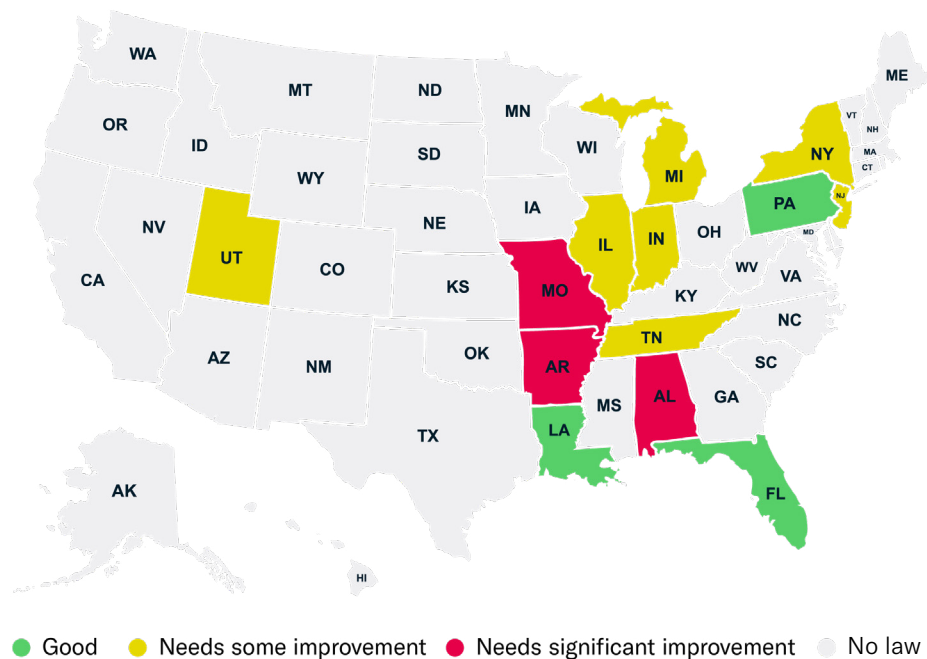 WA
MT
ND
MN
ME
OR
ID
SD
WI
VT
NH
MA
CT
NY
MI
WY
IA
NE
PA
NJ
NV
UT
CO
IL
IN
OH
MD
WV
VA
CA
KS
MO
KY
NC
AZ
NM
OK
TN
AR
SC
MS
AL
GA
TX
LA
AK
FL
HI
Good
Needs some improvement
Needs significant improvement
No law